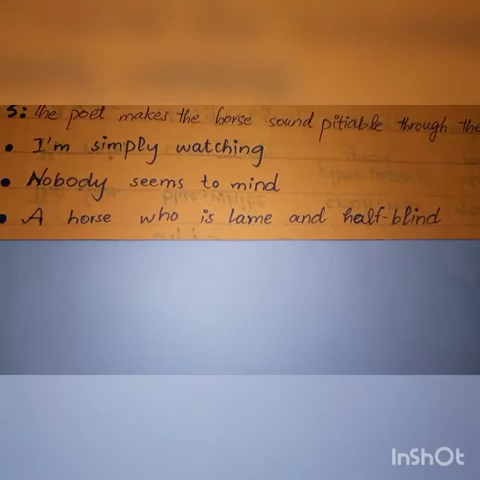 5: The poet makes the horse sound pitiable through the
• I'm simply watching
• Nobody seems to mind
• A horse who is lame and half-blind
InShOt